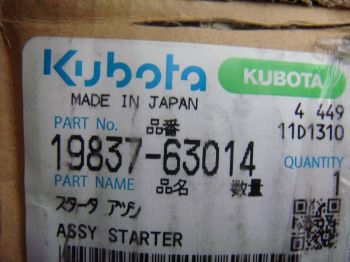 Kubota KUBOTA
MADE IN JAPAN 4 449
PART No. 品番 11D1310
19837-63014 QUANTITY
PART NAME 品名 数量 1
スタータ アッシ
ASSY STARTER